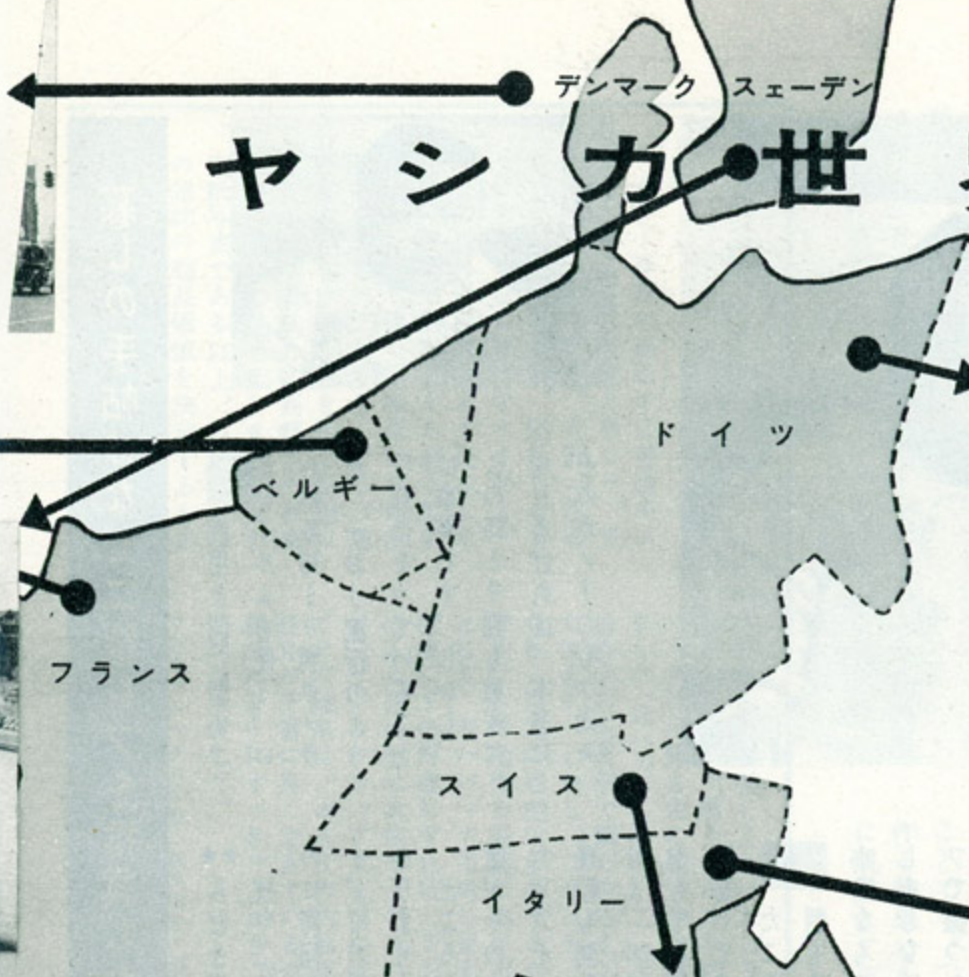 デンマーク スェーデン
ヤシカ世
ドイツ
ベルギー
フランス
スイス
イタリー